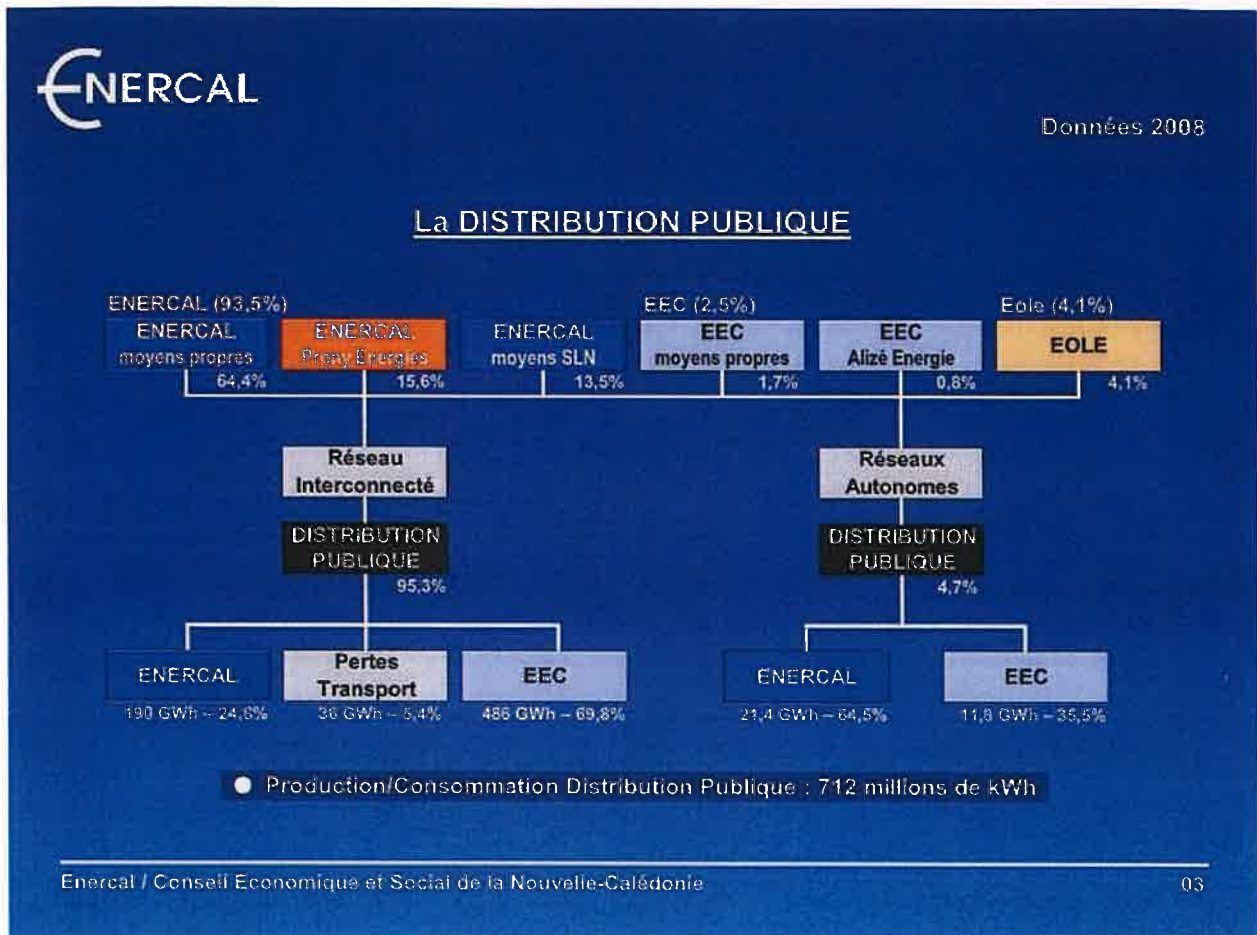 ENERCAL
Données 2008
La DISTRIBUTION PUBLIQUE
ENERCAL (93,5%)
EEC (2,5%)
Eole (4,1%)
ENERCAL
moyens propres
64,4%
ENERCAL
Prony Energies
15,6%
ENERCAL
moyens SLN
13,5%
EEC
moyens propres
1,7%
EEC
Alizé Energie
0,8%
EOLE
4,1%
Réseau
Interconnecté
Réseaux
Autonomes
DISTRIBUTION
PUBLIQUE
95,3%
DISTRIBUTION
PUBLIQUE
4,7%
ENERCAL
190 GWh – 24,8%
Pertes
Transport
36 GWh – 5,4%
EEC
486 GWh – 69,8%
ENERCAL
21,4 GWh – 64,5%
EEC
11,8 GWh – 35,5%
Production/Consommation Distribution Publique : 712 millions de kWh
Enercal / Conseil Economique et Social de la Nouvelle-Calédonie
03